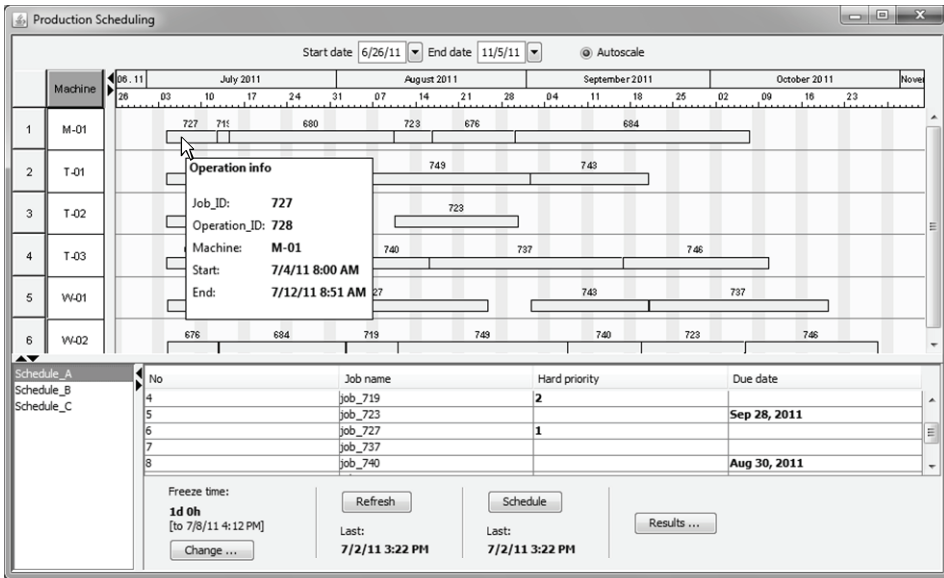 Production Scheduling
Start date 6/26/11 End date 11/5/11 Autoscale
Machine 06.11 July 2011 August 2011 September 2011 October 2011 Nove
26 03 10 17 24 31 07 14 21 28 04 11 18 25 02 09 16 23
727 680 723 676 684
1 M-01
749 743
2 T-01
723
3 T-02
740 737 746
4 T-03
27 743 737
5 W-01
676 684 719 749 740 723 746
6 W-02
Operation info
Job_ID: 727
Operation_ID: 728
Machine: M-01
Start: 7/4/11 8:00 AM
End: 7/12/11 8:51 AM
Schedule_A
Schedule_B
Schedule_C
No Job name Hard priority Due date
4 job_719 2
5 job_723 Sep 28, 2011
6 job_727 1
7 job_737
8 job_740 Aug 30, 2011
Freeze time:
1d 0h
[to 7/8/11 4:12 PM]
Change ...
Refresh
Last:
7/2/11 3:22 PM
Schedule
Last:
7/2/11 3:22 PM
Results ...